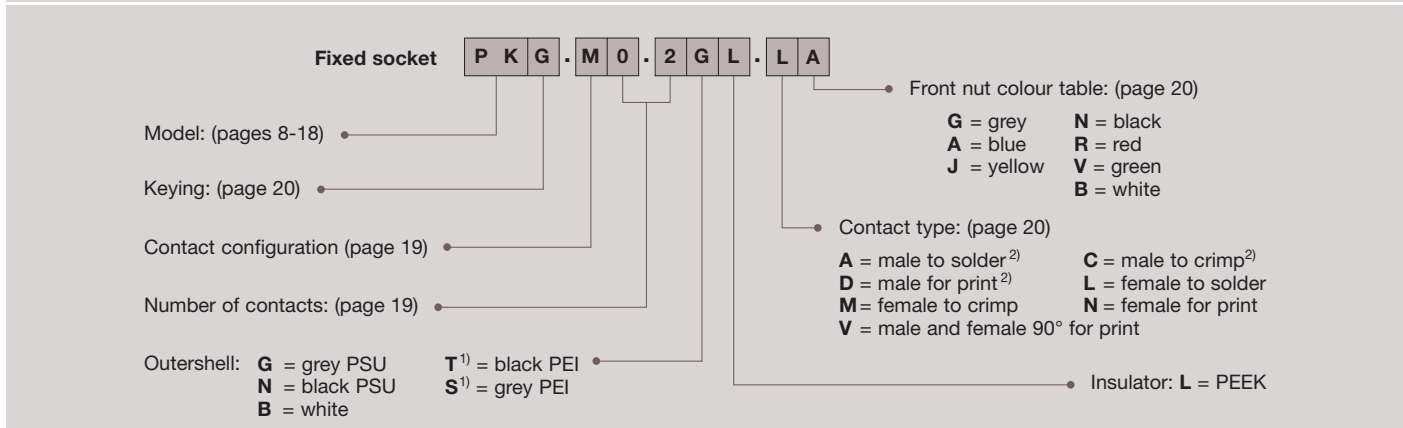 Fixed socket P K G . M 0 . 2 G L . L A
Front nut colour table: (page 20)
G = grey N = black
A = blue R = red
J = yellow V = green
B = white
Model: (pages 8-18)
Keying: (page 20)
Contact configuration (page 19)
Number of contacts: (page 19)
Contact type: (page 20)
A = male to solder 2) C = male to crimp 2)
D = male for print 2) L = female to solder
M = female to crimp N = female for print
V = male and female 90° for print
Outershell: G = grey PSU T 1) = black PEI
N = black PSU S 1) = grey PEI
B = white
Insulator: L = PEEK